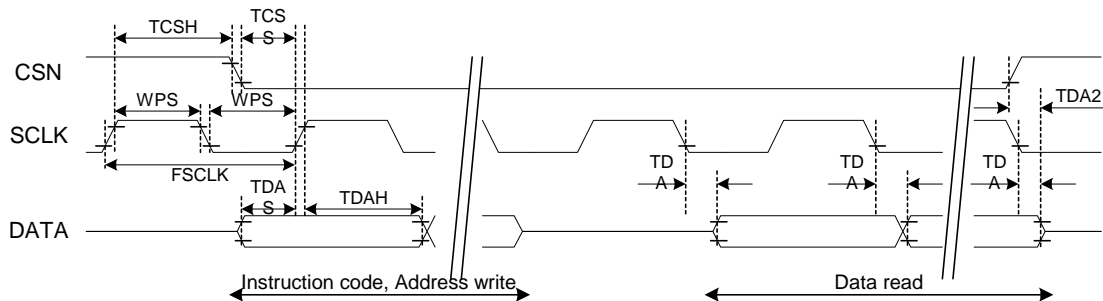 TCSH
TCS
S
CSN
WPS
WPS
TDA2
SCLK
FSCLK
TD
A
TD
A
TD
A
TDA
S
TDAH
DATA
Instruction code, Address write
Data read